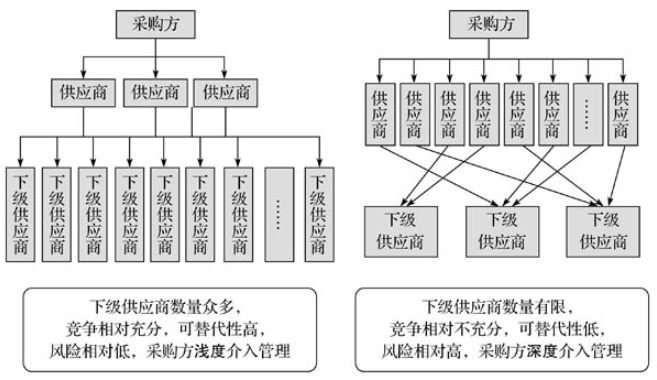 采购方
供应商
供应商
供应商
下级供应商
下级供应商
下级供应商
下级供应商
下级供应商
下级供应商
下级供应商
……
下级供应商
下级供应商数量众多，
竞争相对充分，可替代性高，
风险相对低，采购方浅度介入管理
采购方
供应商
供应商
供应商
供应商
供应商
供应商
……
供应商
下级
供应商
下级
供应商
下级
供应商
下级供应商数量有限，
竞争相对不充分，可替代性低，
风险相对高，采购方深度介入管理